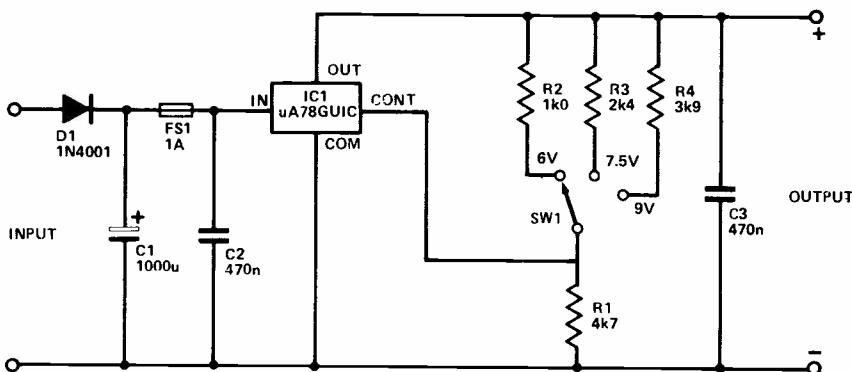 OUT
IC1
uA78GUIC
IN
CONT
COM
D1
1N4001
FS1
1A
R2
1k0
R3
2k4
R4
3k9
6V
7.5V
9V
SW1
+
INPUT
+
C1
1000u
C2
470n
R1
4k7
C3
470n
OUTPUT
−